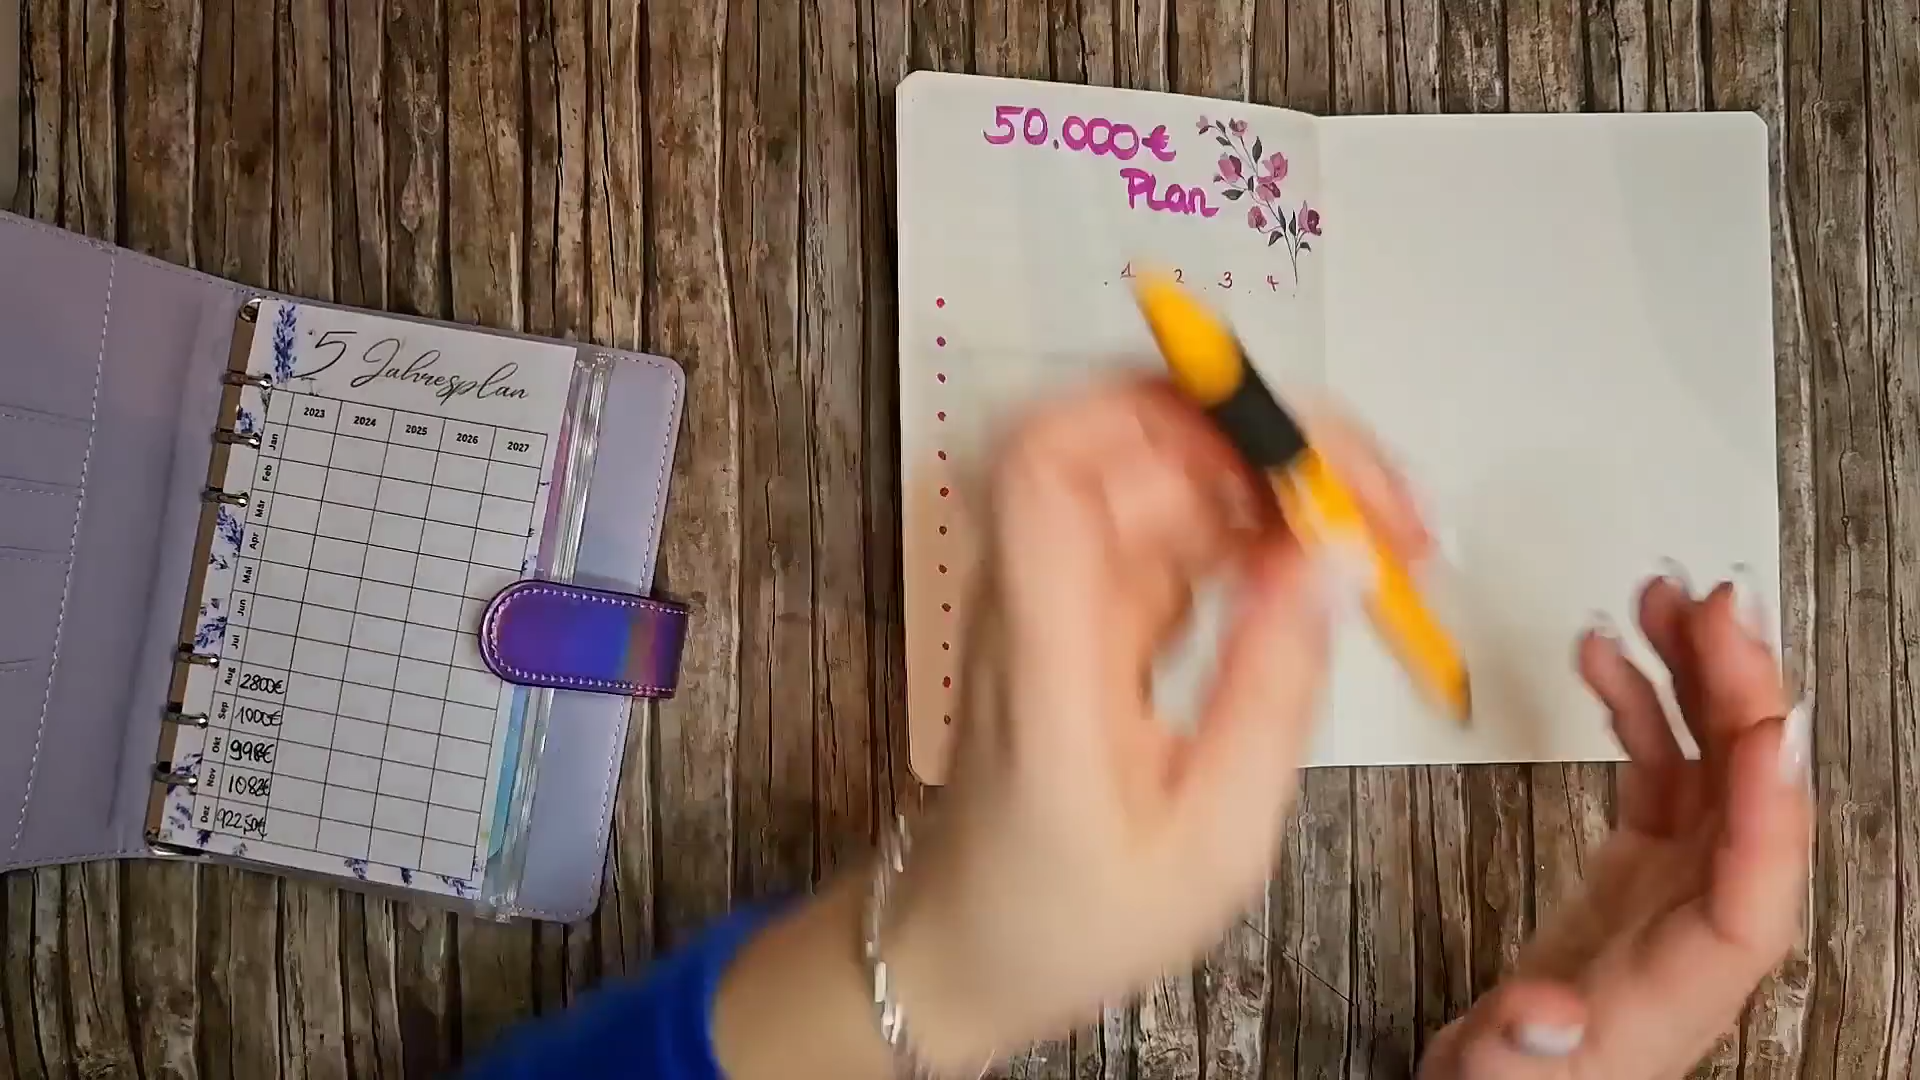 5 Jahresplan
2023 2024 2025 2026 2027
Jan
Feb
Mär
Apr
Mai
Jun
Jul
Aug 2800€
Sep 1000€
Okt 998€
Nov 1082€
Dez 922,50€
50.000€
Plan
1 2 3 4